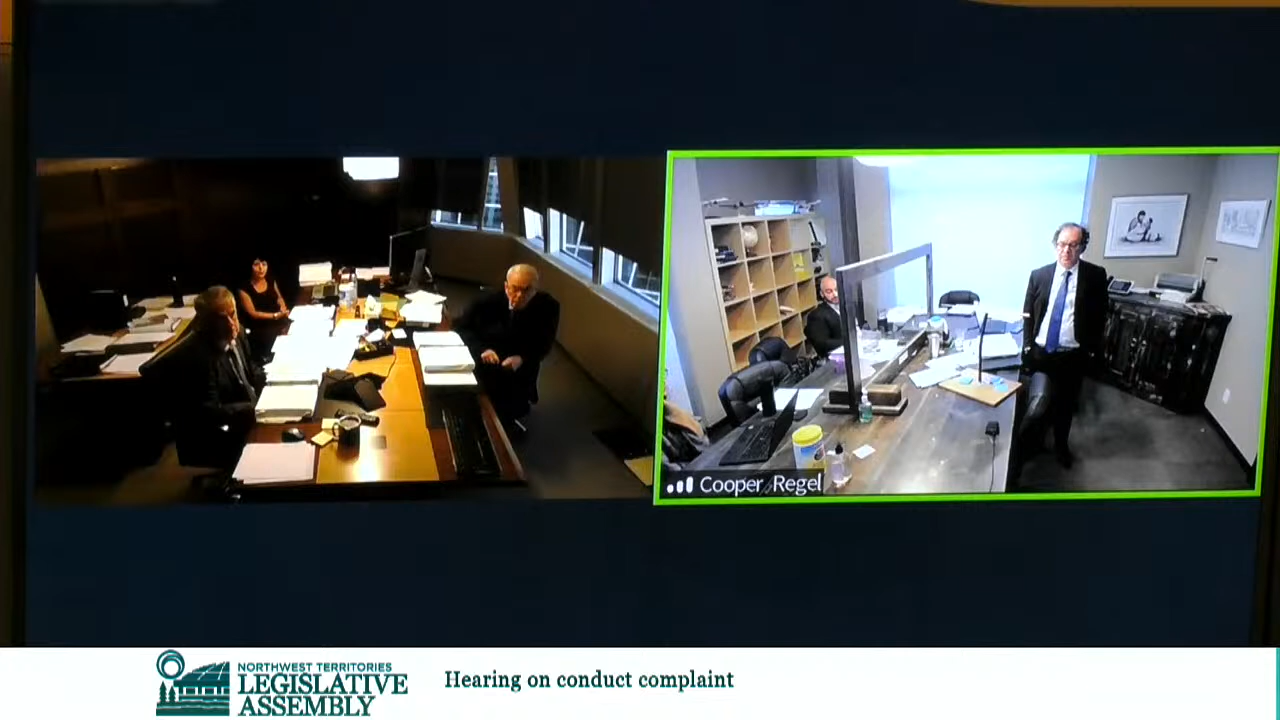 Cooper Regel
NORTHWEST TERRITORIES
LEGISLATIVE
ASSEMBLY
Hearing on conduct complaint